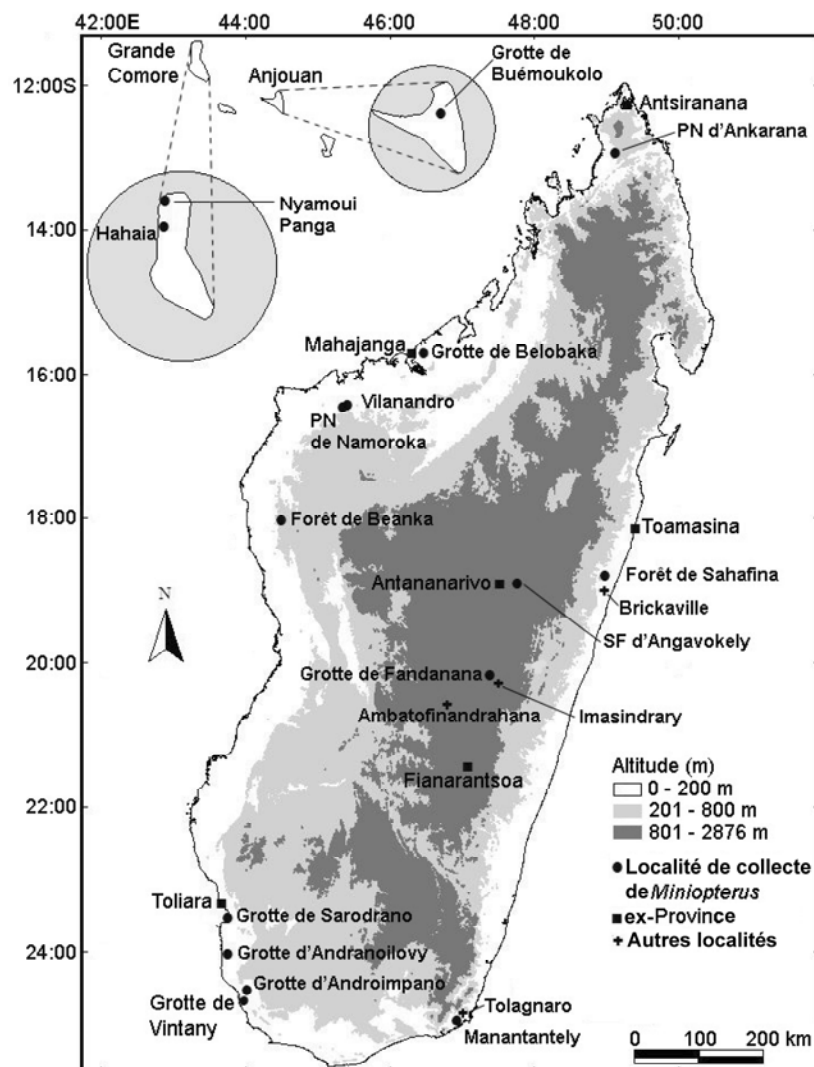 42:00E 44:00 46:00 48:00 50:00
Grande
Comore
Anjouan
Grotte de
Buémoukolo
12:00S
Antsiranana
PN d'Ankarana
Nyamoui
Panga
Hahaia
14:00
Mahajanga
Grotte de Belobaka
16:00
Vilanandro
PN
de Namoroka
18:00
Forêt de Beanka
Toamasina
Antananarivo
Forêt de Sahafina
Brickaville
SF d'Angavokely
N
20:00
Grotte de Fandanana
Imasindrary
Ambatofinandrahana
Fianarantsoa
22:00
Altitude (m)
0 - 200 m
201 - 800 m
801 - 2876 m
Localité de collecte
de Miniopterus
ex-Province
Autres localités
Toliara
Grotte de Sarodrano
24:00
Grotte d'Andranoilovy
Grotte d'Androimpano
Grotte de
Vintany
Tolagnaro
Manantantely
0 100 200 km